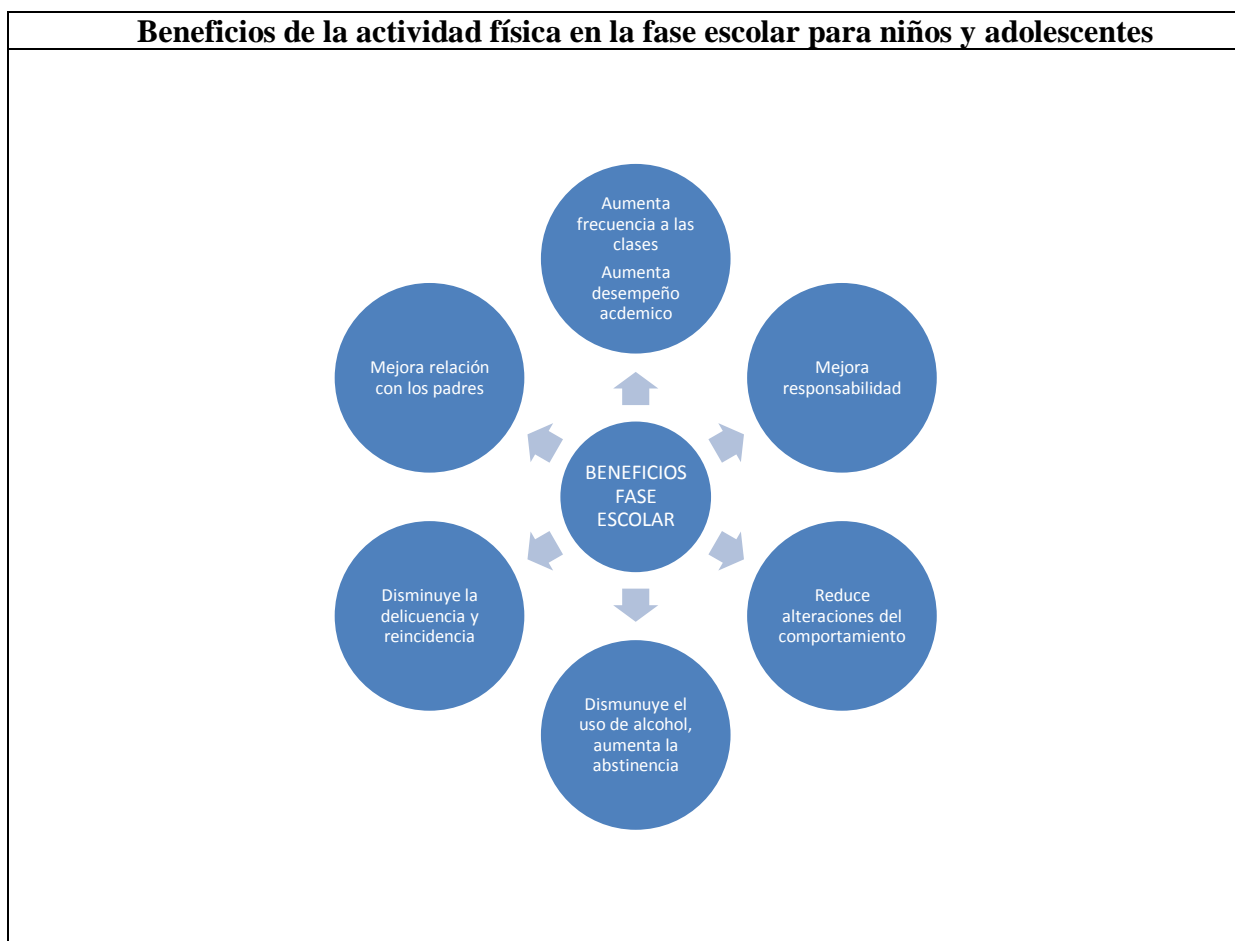 Beneficios de la actividad física en la fase escolar para niños y adolescentes
Aumenta
frecuencia a las
clases
Aumenta
desempeño
acdemico
Mejora relación
con los padres
Mejora
responsabilidad
BENEFICIOS
FASE
ESCOLAR
Disminuye la
delicuencia y
reincidencia
Reduce
alteraciones del
comportamiento
Dismunuye el
uso de alcohol,
aumenta la
abstinencia